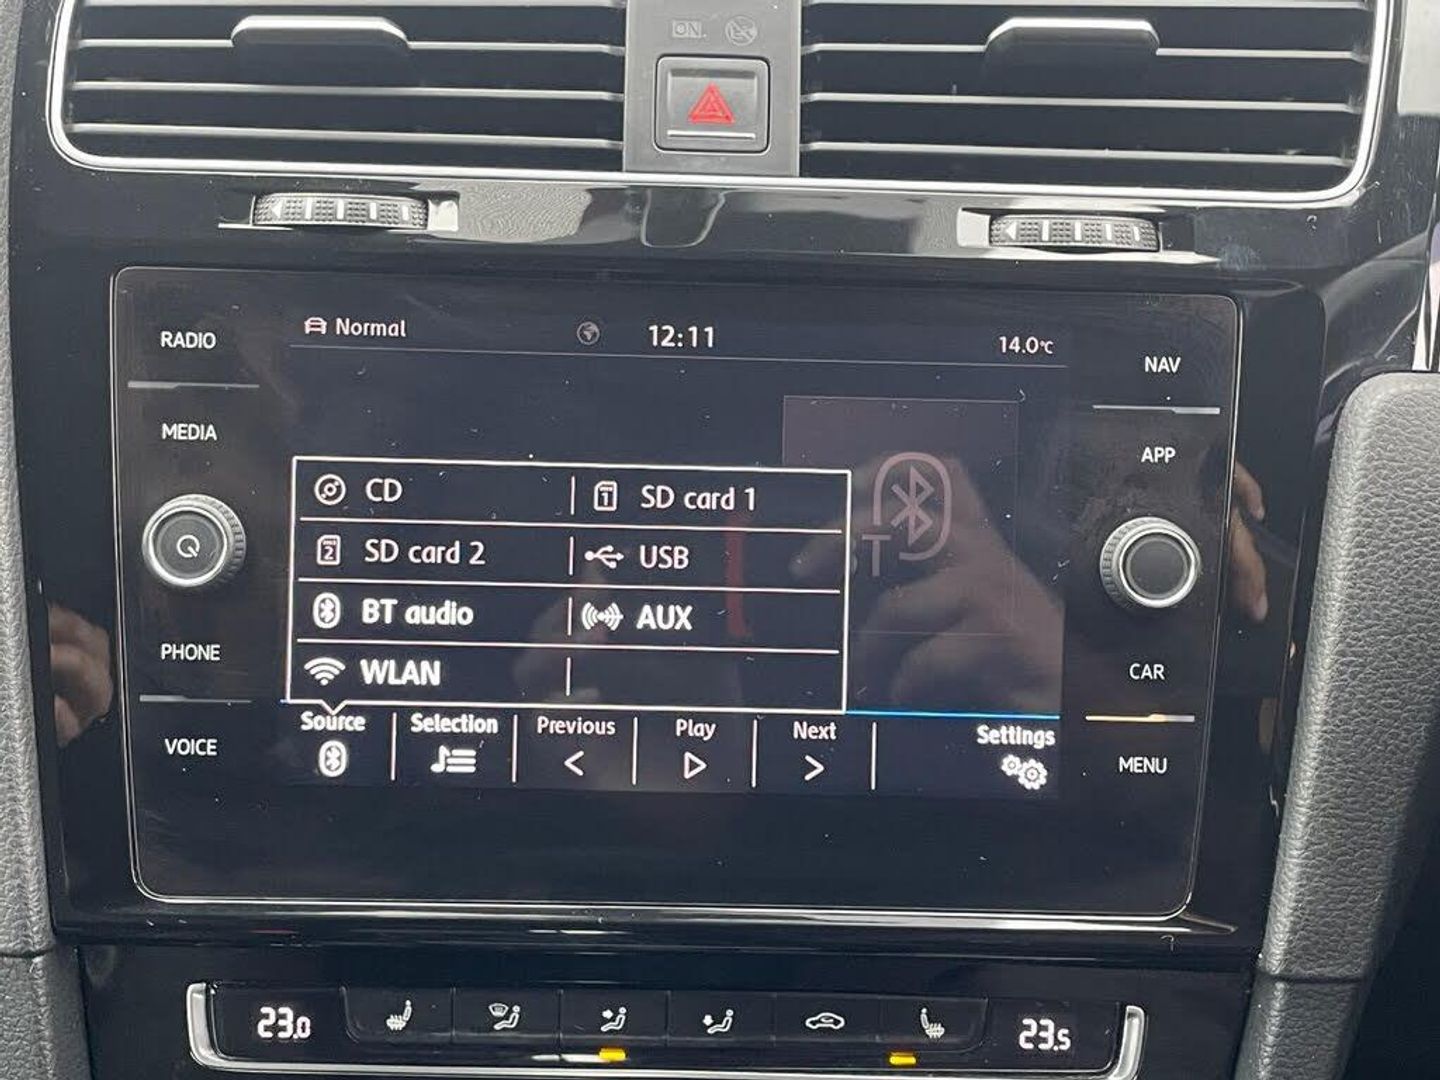 ON
RADIO
MEDIA
PHONE
VOICE
Normal
12:11
14.0°C
CD
SD card 1
SD card 2
USB
BT audio
AUX
WLAN
BT
Source
Selection
Previous
Play
Next
Settings
NAV
APP
CAR
MENU
23.0
23.5